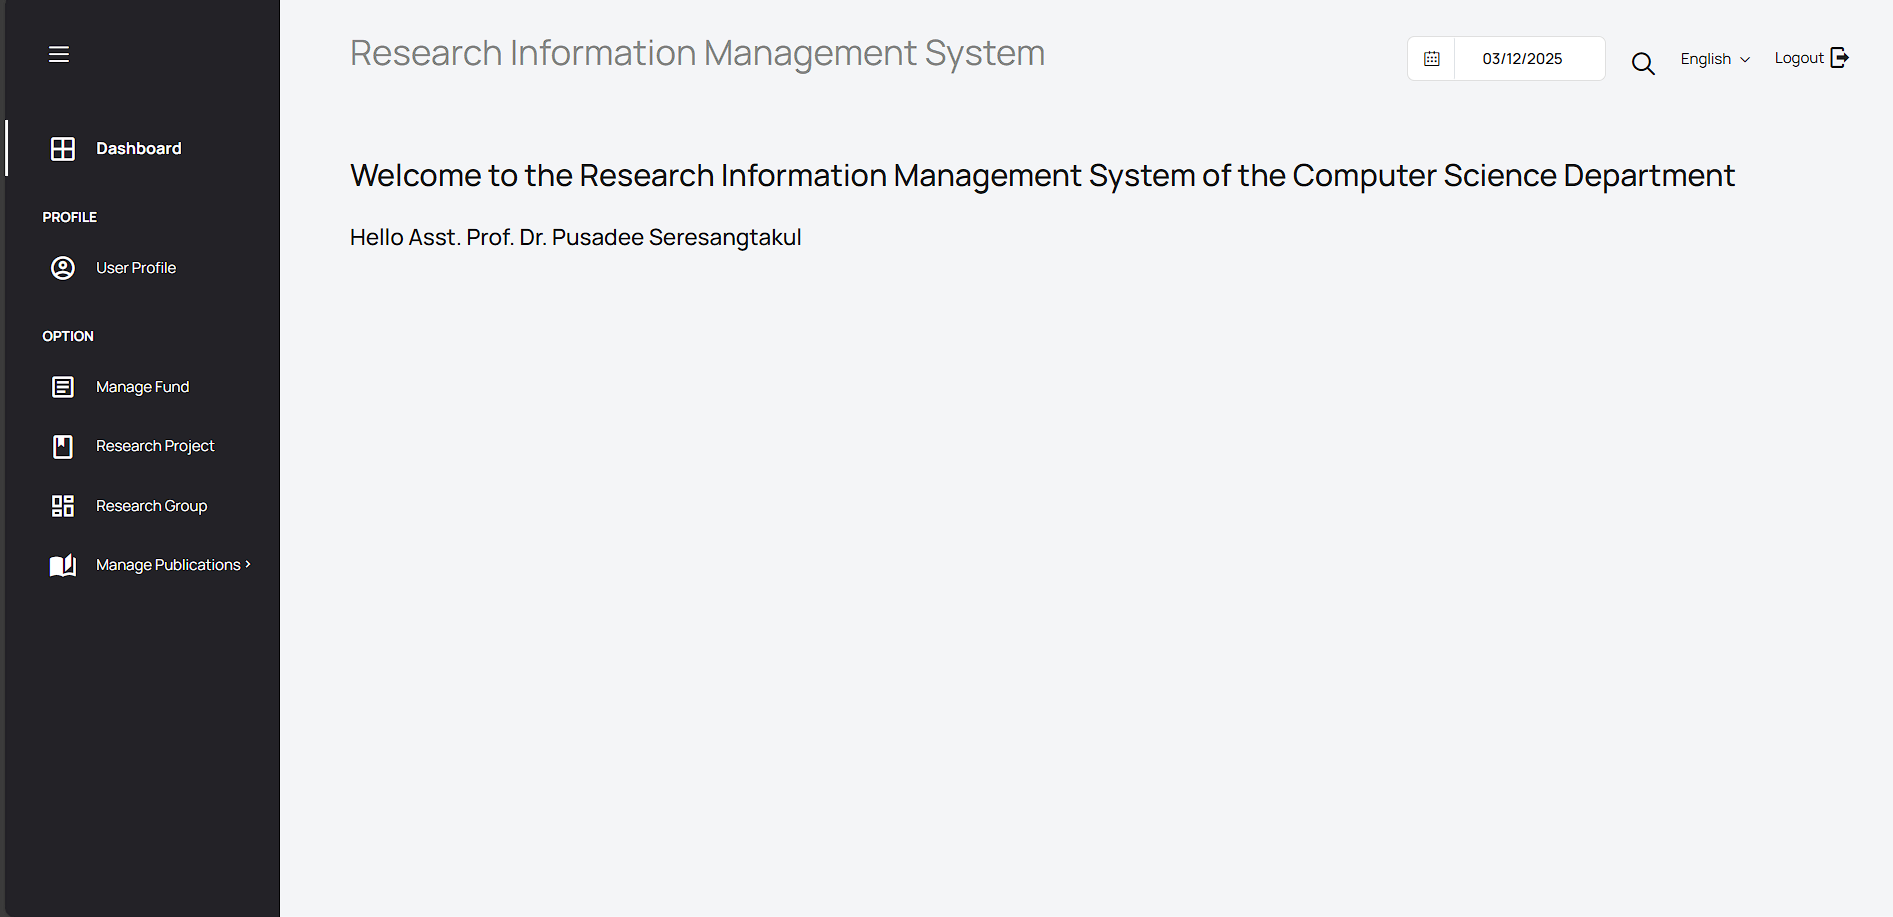 Research Information Management System
03/12/2025
English
Logout
Dashboard
PROFILE
User Profile
OPTION
Manage Fund
Research Project
Research Group
Manage Publications
Welcome to the Research Information Management System of the Computer Science Department
Hello Asst. Prof. Dr. Pusadee Seresangtakul